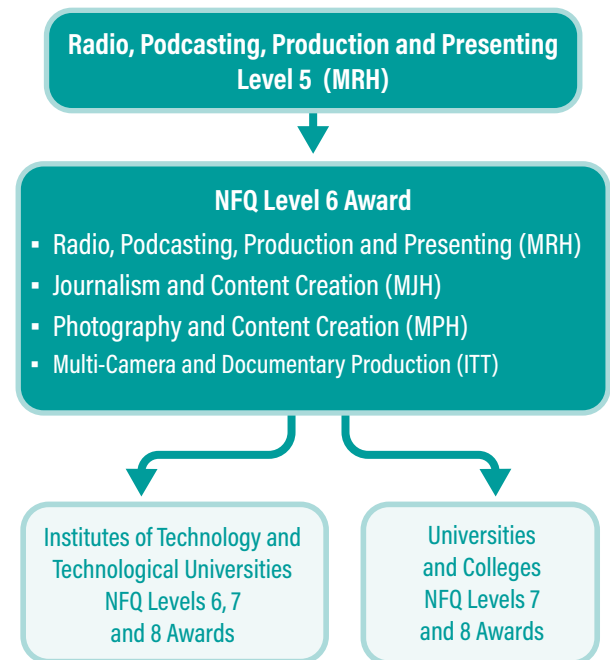 Radio, Podcasting, Production and Presenting
Level 5 (MRH)
NFQ Level 6 Award
▪ Radio, Podcasting, Production and Presenting (MRH)
▪ Journalism and Content Creation (MJH)
▪ Photography and Content Creation (MPH)
▪ Multi-Camera and Documentary Production (ITT)
Institutes of Technology and
Technological Universities
NFQ Levels 6, 7
and 8 Awards
Universities
and Colleges
NFQ Levels 7
and 8 Awards